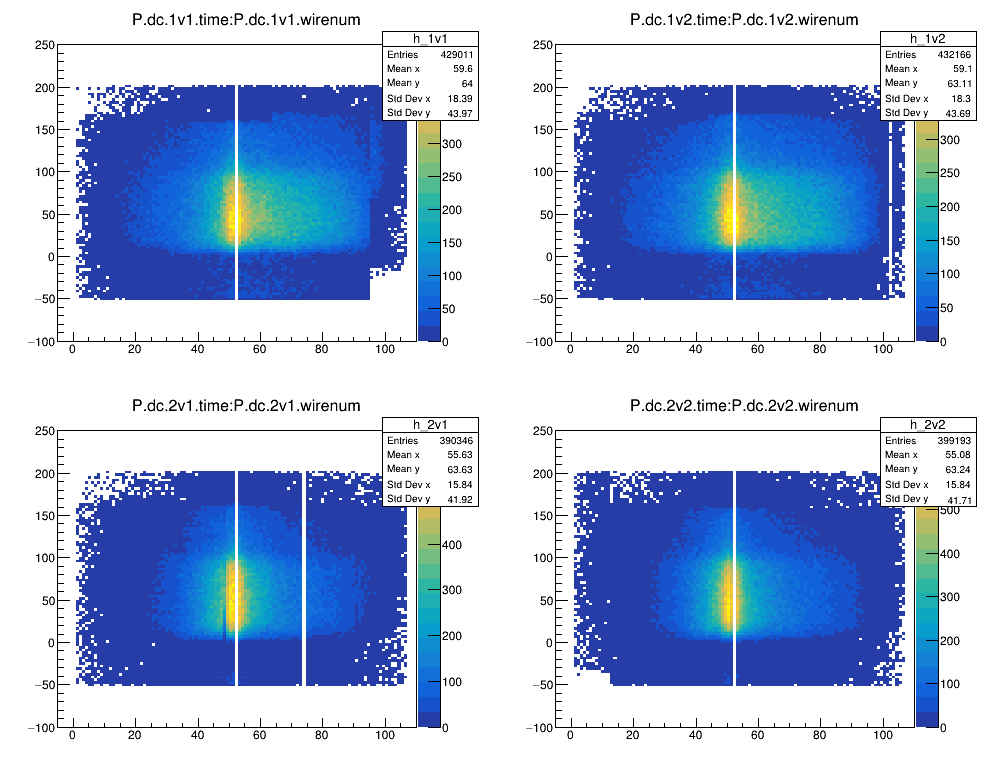 P.dc.1v1.time:P.dc.1v1.wirenum
h_1v1
Entries 429011
Mean x 59.6
Mean y 64
Std Dev x 18.39
Std Dev y 43.97
250
200
150
100
50
0
−50
−100
0 20 40 60 80 100
300
250
200
150
100
50
0
P.dc.1v2.time:P.dc.1v2.wirenum
h_1v2
Entries 432166
Mean x 59.1
Mean y 63.11
Std Dev x 18.3
Std Dev y 43.69
250
200
150
100
50
0
−50
−100
0 20 40 60 80 100
300
250
200
150
100
50
0
P.dc.2v1.time:P.dc.2v1.wirenum
h_2v1
Entries 390346
Mean x 55.63
Mean y 63.63
Std Dev x 15.84
Std Dev y 41.92
250
200
150
100
50
0
−50
−100
0 20 40 60 80 100
400
300
200
100
0
P.dc.2v2.time:P.dc.2v2.wirenum
h_2v2
Entries 399193
Mean x 55.08
Mean y 63.24
Std Dev x 15.84
Std Dev y 41.71
250
200
150
100
50
0
−50
−100
0 20 40 60 80 100
500
400
300
200
100
0